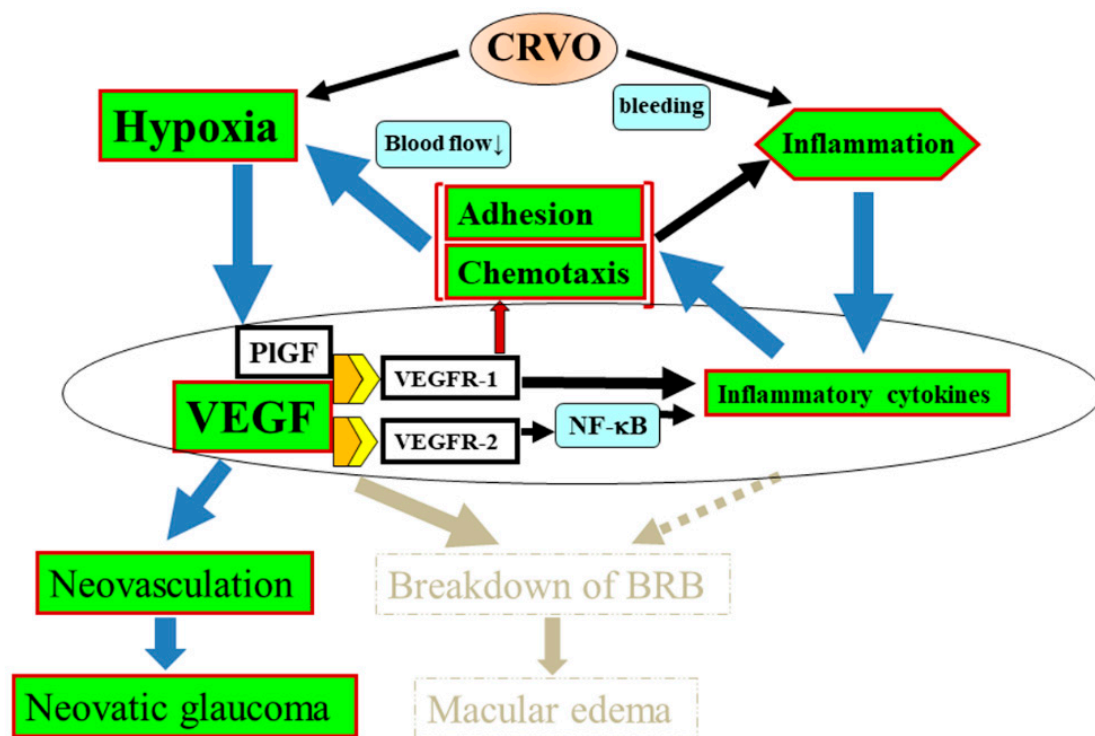 CRVO
bleeding
Hypoxia
Blood flow↓
Inflammation
Adhesion
Chemotaxis
PlGF
VEGFR-1
VEGF
Inflammatory cytokines
NF-κB
VEGFR-2
Neovasculation
Breakdown of BRB
Neovatic glaucoma
Macular edema